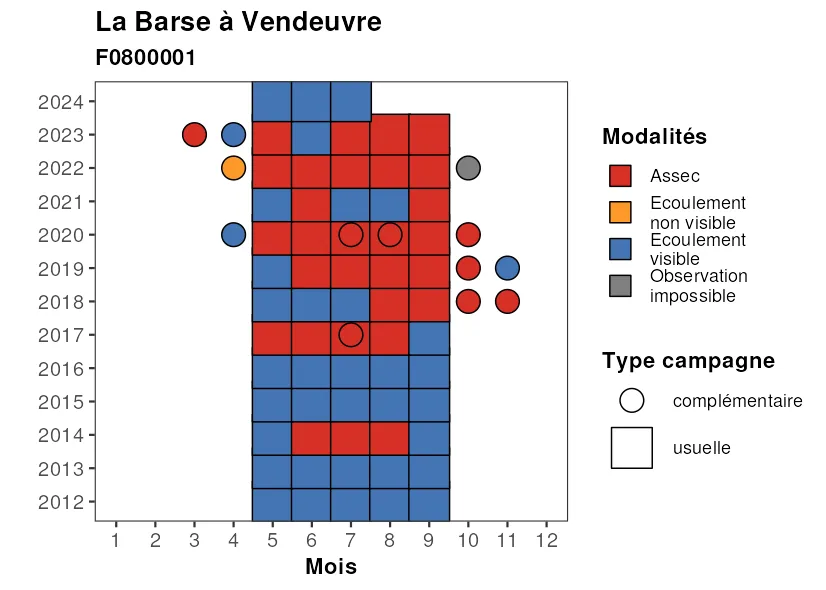 La Barse à Vendeuvre
F0800001
2024
2023
2022
2021
2020
2019
2018
2017
2016
2015
2014
2013
2012
1 2 3 4 5 6 7 8 9 10 11 12
Mois
Modalités
Assec
Ecoulement
non visible
Ecoulement
visible
Observation
impossible
Type campagne
complémentaire
usuelle